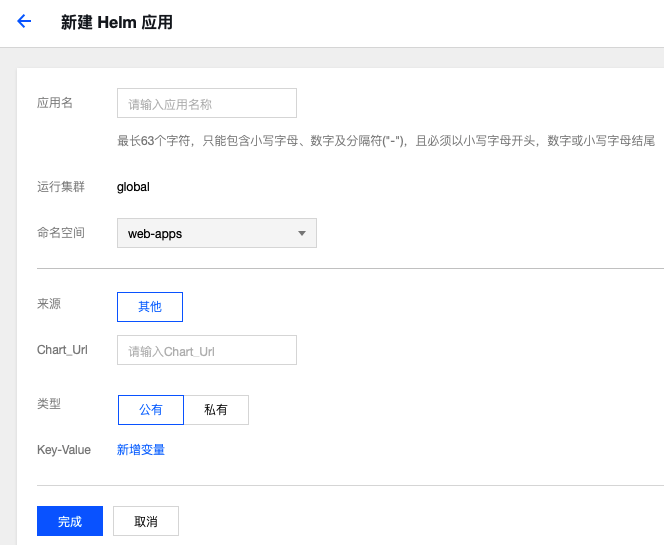 新建 Helm 应用
应用名
请输入应用名称
最长63个字符，只能包含小写字母、数字及分隔符("-")，且必须以小写字母开头，数字或小写字母结尾
运行集群 global
命名空间 web-apps
来源 其他
Chart_Url 请输入Chart_Url
类型 公有 私有
Key-Value 新增变量
完成 取消